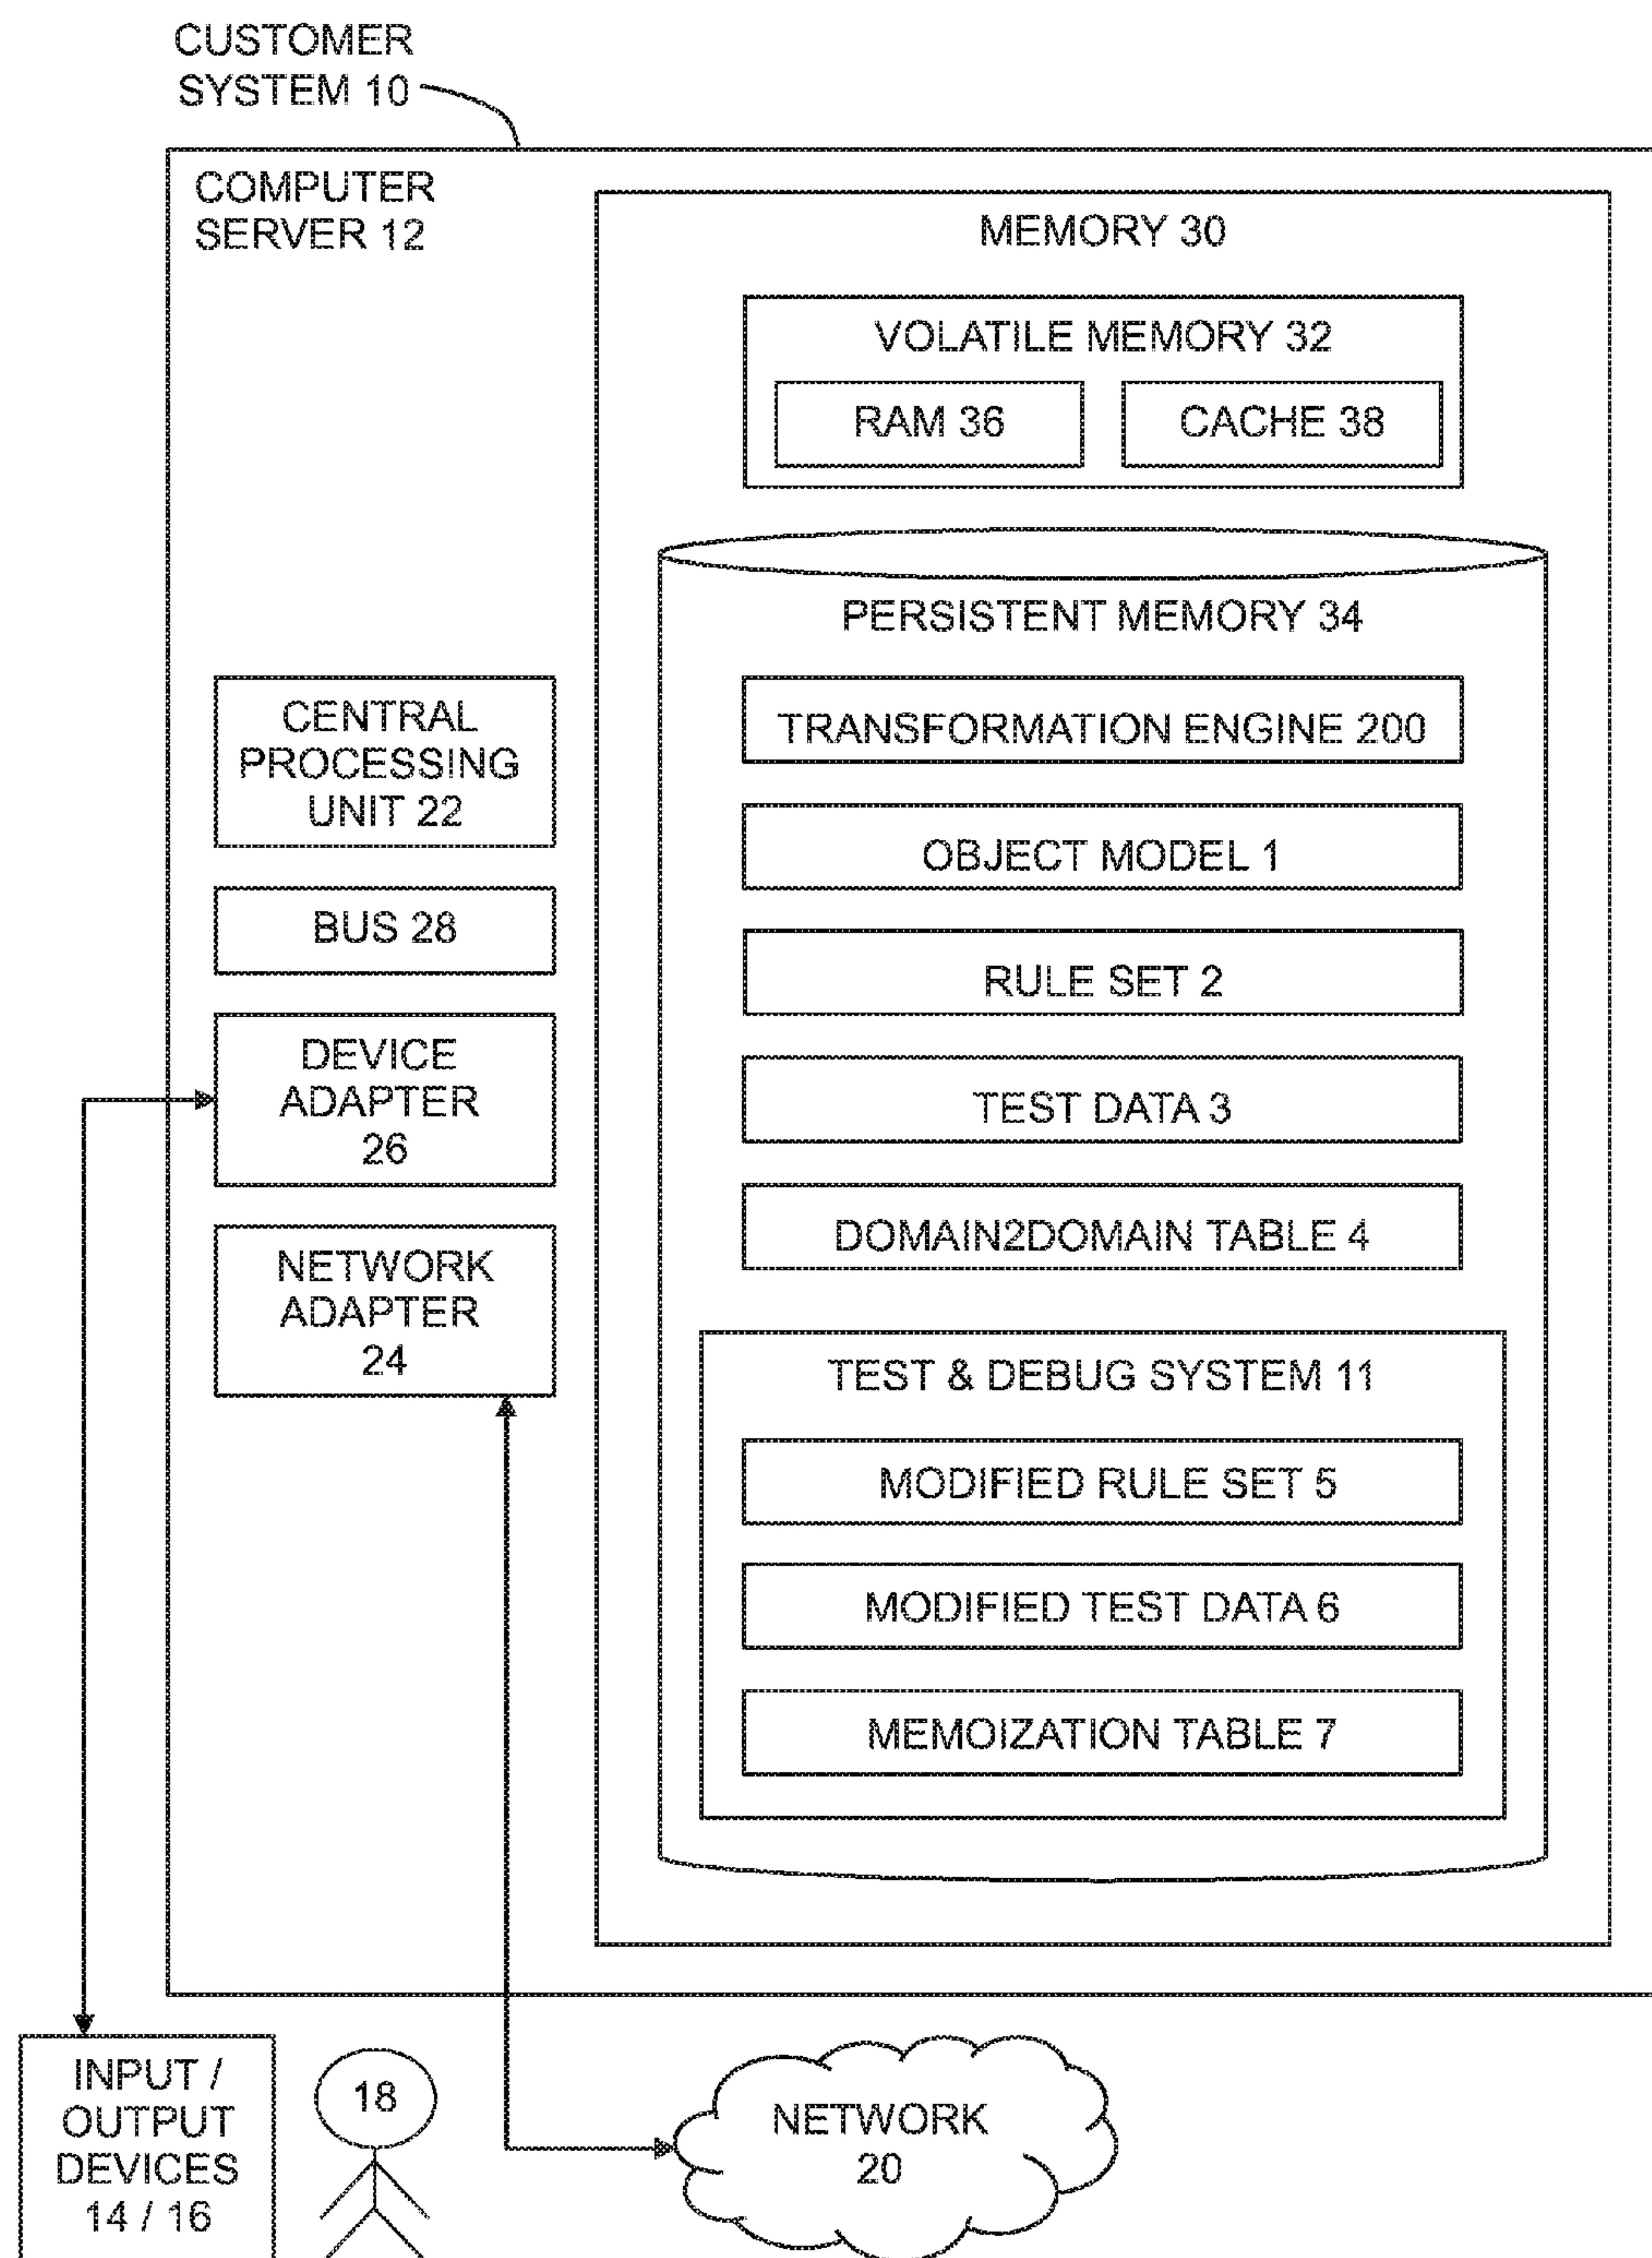 CUSTOMER
SYSTEM 10
COMPUTER
SERVER 12
MEMORY 30
VOLATILE MEMORY 32
RAM 36
CACHE 38
PERSISTENT MEMORY 34
TRANSFORMATION ENGINE 200
OBJECT MODEL 1
RULE SET 2
TEST DATA 3
DOMAIN2DOMAIN TABLE 4
TEST & DEBUG SYSTEM 11
MODIFIED RULE SET 5
MODIFIED TEST DATA 6
MEMOIZATION TABLE 7
CENTRAL
PROCESSING
UNIT 22
BUS 28
DEVICE
ADAPTER
26
NETWORK
ADAPTER
24
INPUT /
OUTPUT
DEVICES
14 / 16
18
NETWORK
20